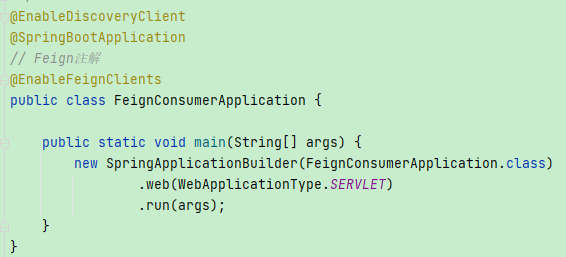 @EnableDiscoveryClient
@SpringBootApplication
// Feign注解
@EnableFeignClients
public class FeignConsumerApplication {
    public static void main(String[] args) {
        new SpringApplicationBuilder(FeignConsumerApplication.class)
                .web(WebApplicationType.SERVLET)
                .run(args);
    }
}